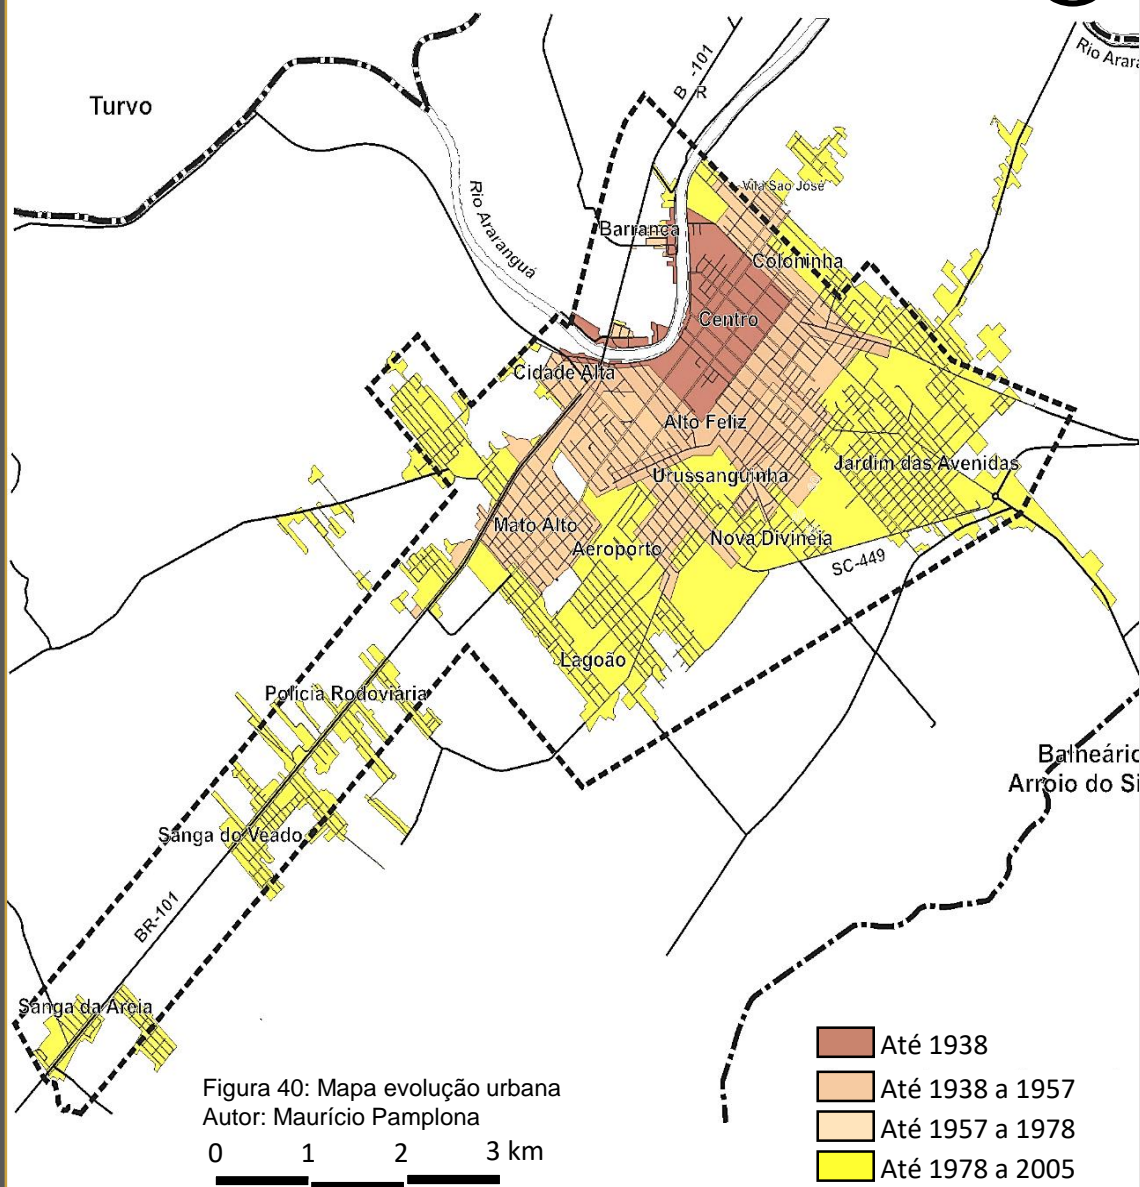 B -101
R
Rio Arara
Turvo
Rio Araranguá
Vila São José
Barranca
Coloninha
Centro
Cidade Alta
Alto Feliz
Urussanguinha
Jardim das Avenidas
Mato Alto
Aeroporto
Nova Divinéia
SC-449
Lagoão
Polícia Rodoviária
Balneário
Arroio do Si
Sanga do Veado
BR-101
Sanga da Areia
Figura 40: Mapa evolução urbana
Autor: Maurício Pamplona
0 1 2 3 km
Até 1938
Até 1938 a 1957
Até 1957 a 1978
Até 1978 a 2005